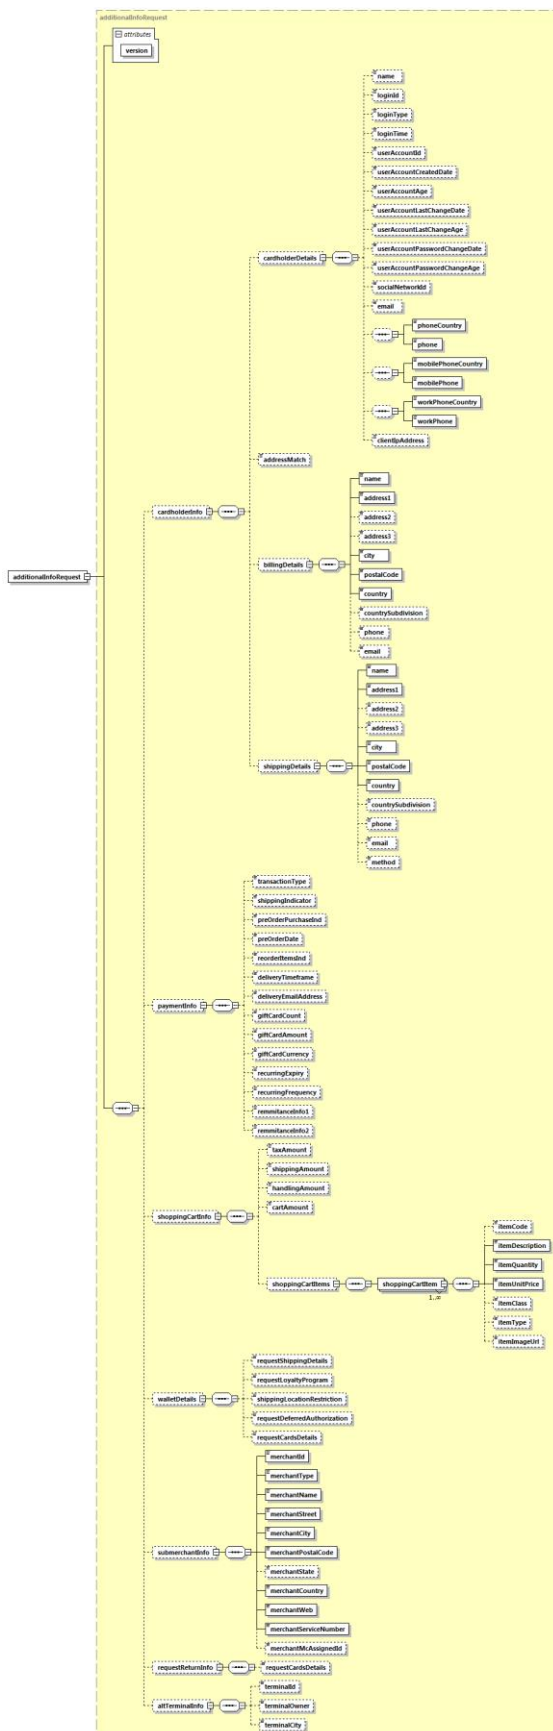 additionalInfoRequest
attributes
version
name
loginId
loginType
loginTime
userAccountId
userAccountCreatedDate
userAccountAge
userAccountLastChangeDate
userAccountLastChangeAge
userAccountPasswordChangeDate
cardholderDetails
userAccountPasswordChangeAge
socialNetworkId
email
phoneCountry
phone
mobilePhoneCountry
mobilePhone
workPhoneCountry
workPhone
clientIpAddress
addressMatch
name
address1
cardholderInfo
address2
address3
city
billingDetails
postalCode
additionalInfoRequest
country
countrySubdivision
phone
email
name
address1
address2
address3
city
shippingDetails
postalCode
country
countrySubdivision
phone
email
method
transactionType
shippingIndicator
preOrderPurchaseInd
preOrderDate
reorderItemsInd
deliveryTimeframe
deliveryEmailAddress
paymentInfo
giftCardCount
giftCardAmount
giftCardCurrency
recurringExpiry
recurringFrequency
remmitanceInfo1
remmitanceInfo2
taxAmount
shippingAmount
handlingAmount
cartAmount
shoppingCartInfo
itemCode
itemDescription
itemQuantity
shoppingCartItems
shoppingCartItem
itemUnitPrice
1..∞
itemClass
itemType
itemImageUrl
requestShippingDetails
requestLoyaltyProgram
walletDetails
shippingLocationRestriction
requestDeferredAuthorization
requestCardsDetails
merchantId
merchantType
merchantName
merchantStreet
merchantCity
submerchantInfo
merchantPostalCode
merchantState
merchantCountry
merchantWeb
merchantServiceNumber
merchantMcAssignedId
requestReturnInfo
requestCardsDetails
terminalId
altTerminalInfo
terminalOwner
terminalCity